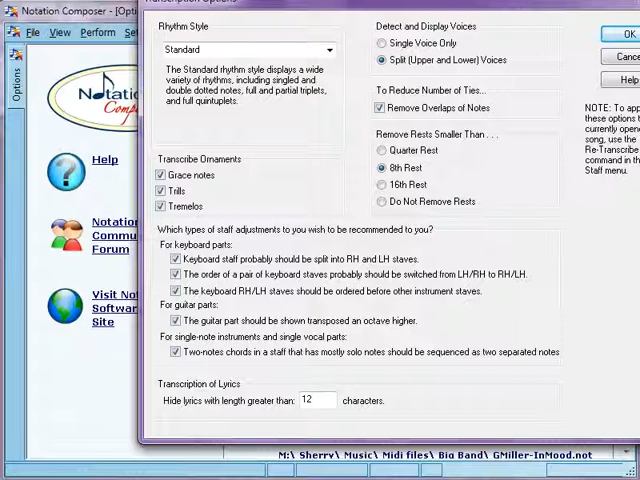 Notation Composer - [Option
Transcription Options
File View Perform Se
Options
Notation
Comp
Help
Notation
Commu
Forum
Visit Not
Software
Site
Rhythm Style
Standard
The Standard rhythm style displays a wide
variety of rhythms, including singled and
double dotted notes, full and partial triplets,
and full quintuplets.
Transcribe Ornaments
Grace notes
Trills
Tremelos
Detect and Display Voices
Single Voice Only
Split (Upper and Lower) Voices
To Reduce Number of Ties...
Remove Overlaps of Notes
Remove Rests Smaller Than . . .
Quarter Rest
8th Rest
16th Rest
Do Not Remove Rests
OK
Cance
Help
NOTE: To app
these options t
currently open
song, use the
Re-Transcribe
command in the
Staff menu.
Which types of staff adjustments to you wish to be recommended to you?
For keyboard parts:
Keyboard staff probably should be split into RH and LH staves.
The order of a pair of keyboard staves probably should be switched from LH/RH to RH/LH.
The keyboard RH/LH staves should be ordered before other instrument staves.
For guitar parts:
The guitar part should be shown transposed an octave higher.
For single-note instruments and single vocal parts:
Two-notes chords in a staff that has mostly solo notes should be sequenced as two separated notes
Transcription of Lyrics
Hide lyrics with length greater than: 12 characters.
M:\ Sherry\ Music\ Midi files\ Big Band\ GMiller-InMood.not